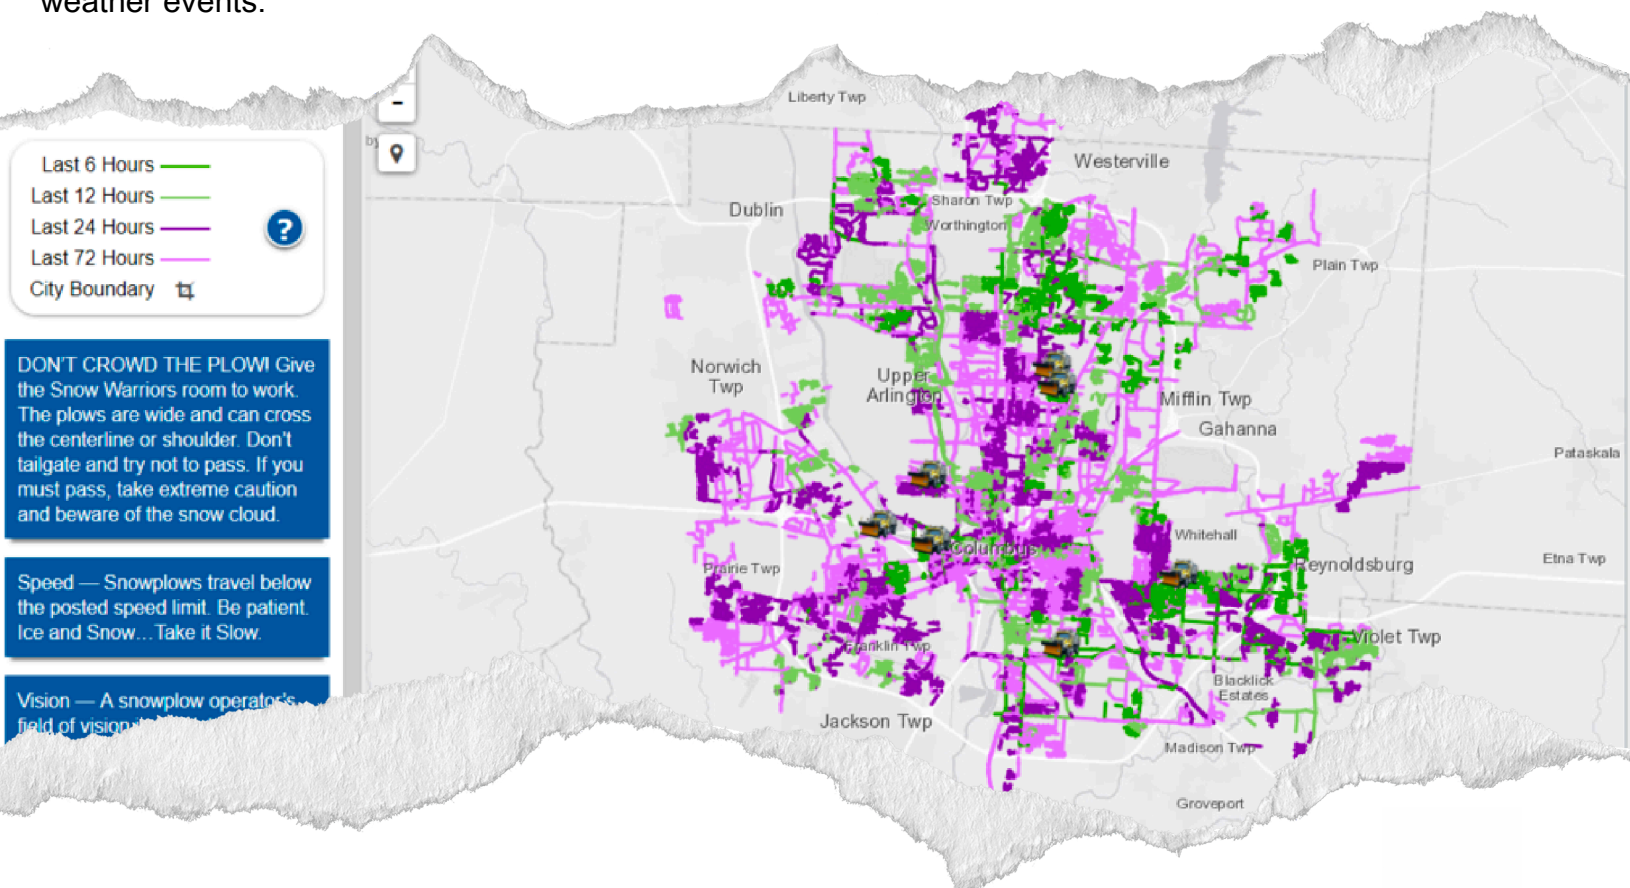 weather events.
Last 6 Hours
Last 12 Hours
Last 24 Hours
Last 72 Hours
City Boundary
?
DON'T CROWD THE PLOW! Give
the Snow Warriors room to work.
The plows are wide and can cross
the centerline or shoulder. Don't
tailgate and try not to pass. If you
must pass, take extreme caution
and beware of the snow cloud.
Speed — Snowplows travel below
the posted speed limit. Be patient.
Ice and Snow…Take it Slow.
Vision — A snowplow operator's
field of vision
-
Liberty Twp
Westerville
Dublin
Sharon Twp
Worthington
Plain Twp
Norwich
Twp
Upper
Arlington
Mifflin Twp
Gahanna
Pataskala
Whitehall
Columbus
Reynoldsburg
Etna Twp
Prairie Twp
Franklin Twp
Violet Twp
Blacklick
Estates
Jackson Twp
Madison Twp
Groveport